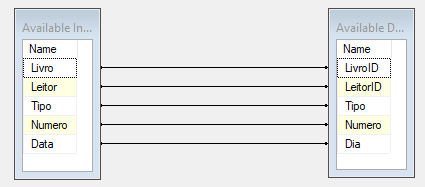 Available In...
Name
Livro
Leitor
Tipo
Numero
Data
Available D...
Name
LivroID
LeitorID
Tipo
Numero
Dia